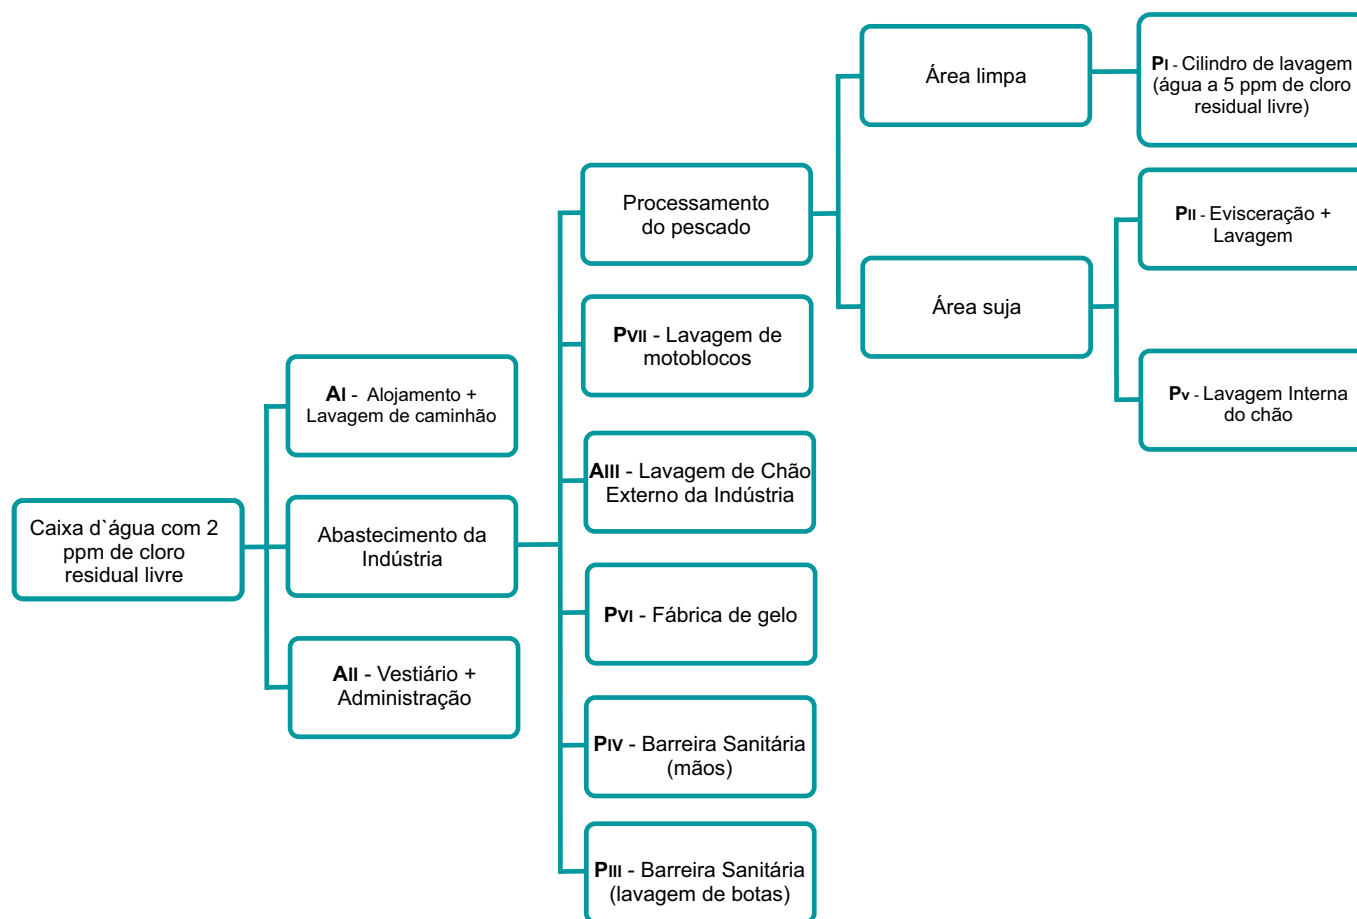 Caixa d`água com 2
ppm de cloro
residual livre
AI - Alojamento +
Lavagem de caminhão
Abastecimento da
Indústria
AII - Vestiário +
Administração
Processamento
do pescado
PVII - Lavagem de
motoblocos
AIII - Lavagem de Chão
Externo da Indústria
PVI - Fábrica de gelo
PIV - Barreira Sanitária
(mãos)
PIII - Barreira Sanitária
(lavagem de botas)
Área limpa
Área suja
PI - Cilindro de lavagem
(água a 5 ppm de cloro
residual livre)
PII - Evisceração +
Lavagem
PV - Lavagem Interna
do chão